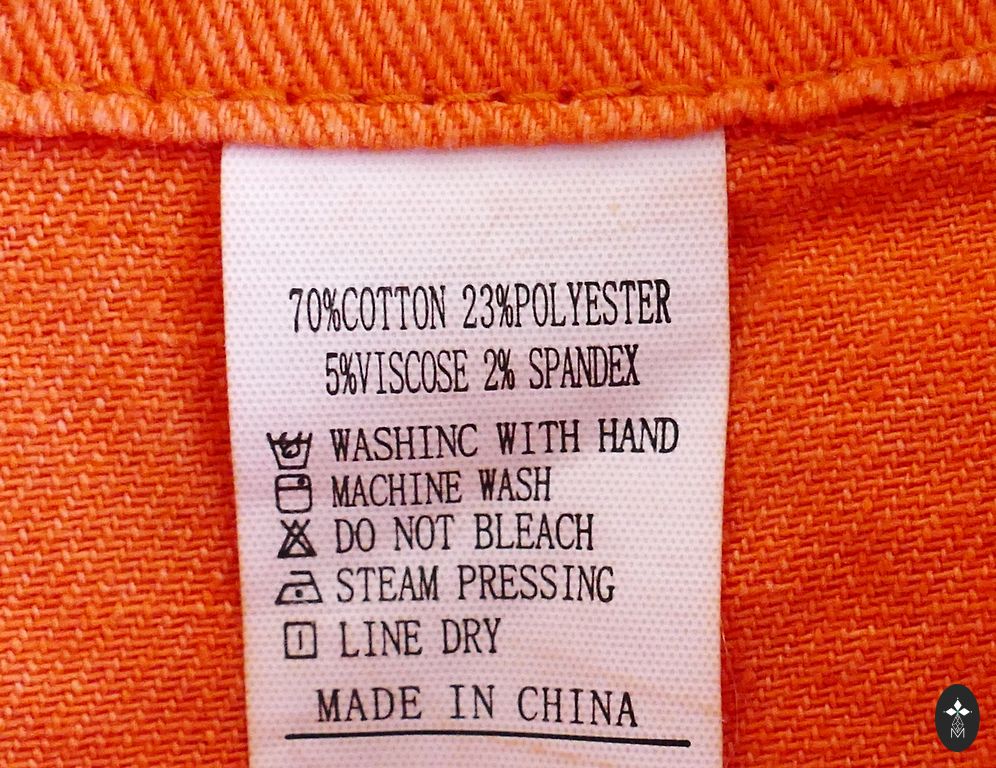 70%COTTON 23%POLYESTER
5%VISCOSE 2% SPANDEX
WASHINC WITH HAND
MACHINE WASH
DO NOT BLEACH
STEAM PRESSING
LINE DRY
MADE IN CHINA
M